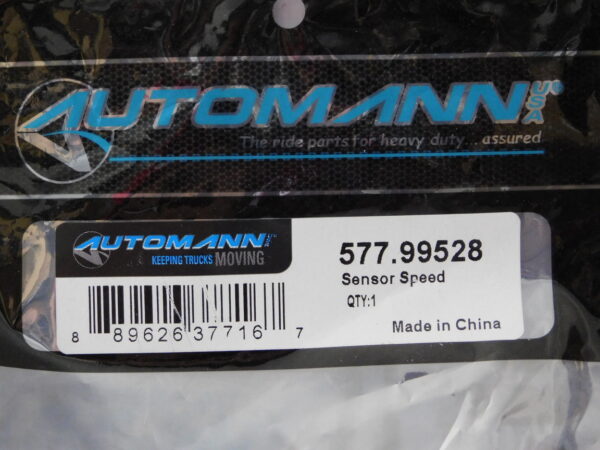 AUTOMANN USA
The ride parts for heavy duty...assured
AUTOMANN
KEEPING TRUCKS MOVING
577.99528
Sensor Speed
QTY:1
Made in China
8 89626 37716 7